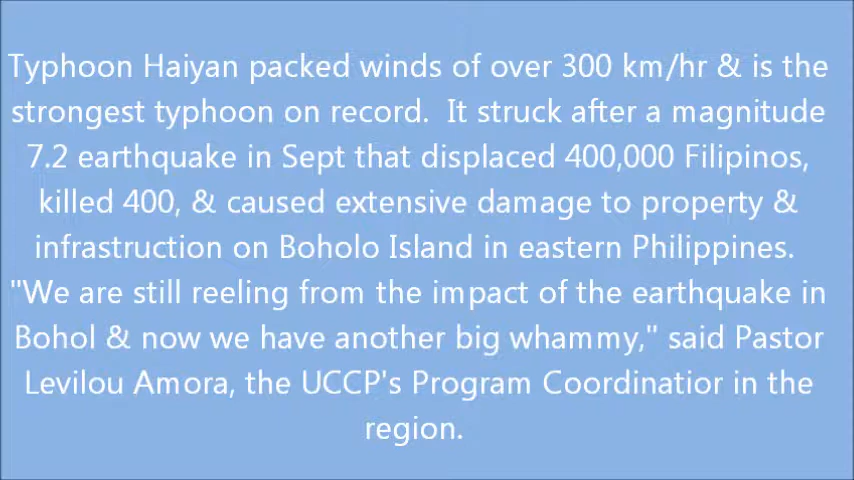 Typhoon Haiyan packed winds of over 300 km/hr & is the
strongest typhoon on record.  It struck after a magnitude
7.2 earthquake in Sept that displaced 400,000 Filipinos,
killed 400, & caused extensive damage to property &
infrastruction on Boholo Island in eastern Philippines.
"We are still reeling from the impact of the earthquake in
Bohol & now we have another big whammy," said Pastor
Levilou Amora, the UCCP's Program Coordinatior in the
region.